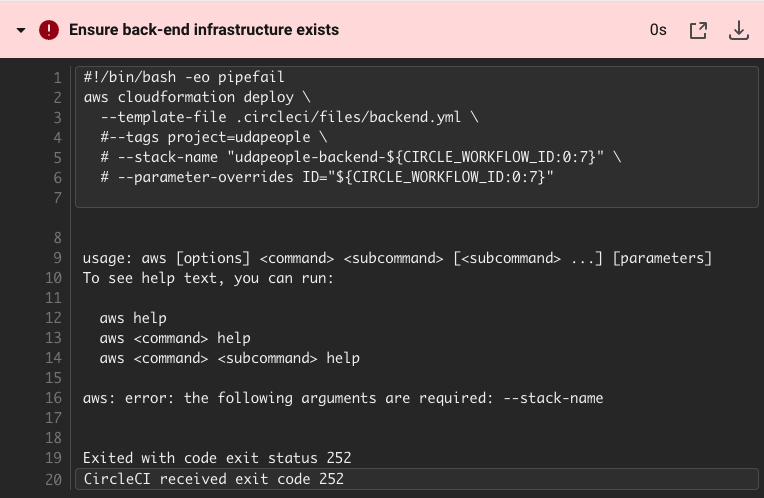 Ensure back-end infrastructure exists 0s
1 #!/bin/bash -eo pipefail
2 aws cloudformation deploy \
3   --template-file .circleci/files/backend.yml \
4   #--tags project=udapeople \
5   # --stack-name "udapeople-backend-${CIRCLE_WORKFLOW_ID:0:7}" \
6   # --parameter-overrides ID="${CIRCLE_WORKFLOW_ID:0:7}"
7
8
9 usage: aws [options] <command> <subcommand> [<subcommand> ...] [parameters]
10 To see help text, you can run:
11
12   aws help
13   aws <command> help
14   aws <command> <subcommand> help
15
16 aws: error: the following arguments are required: --stack-name
17
18
19 Exited with code exit status 252
20 CircleCI received exit code 252